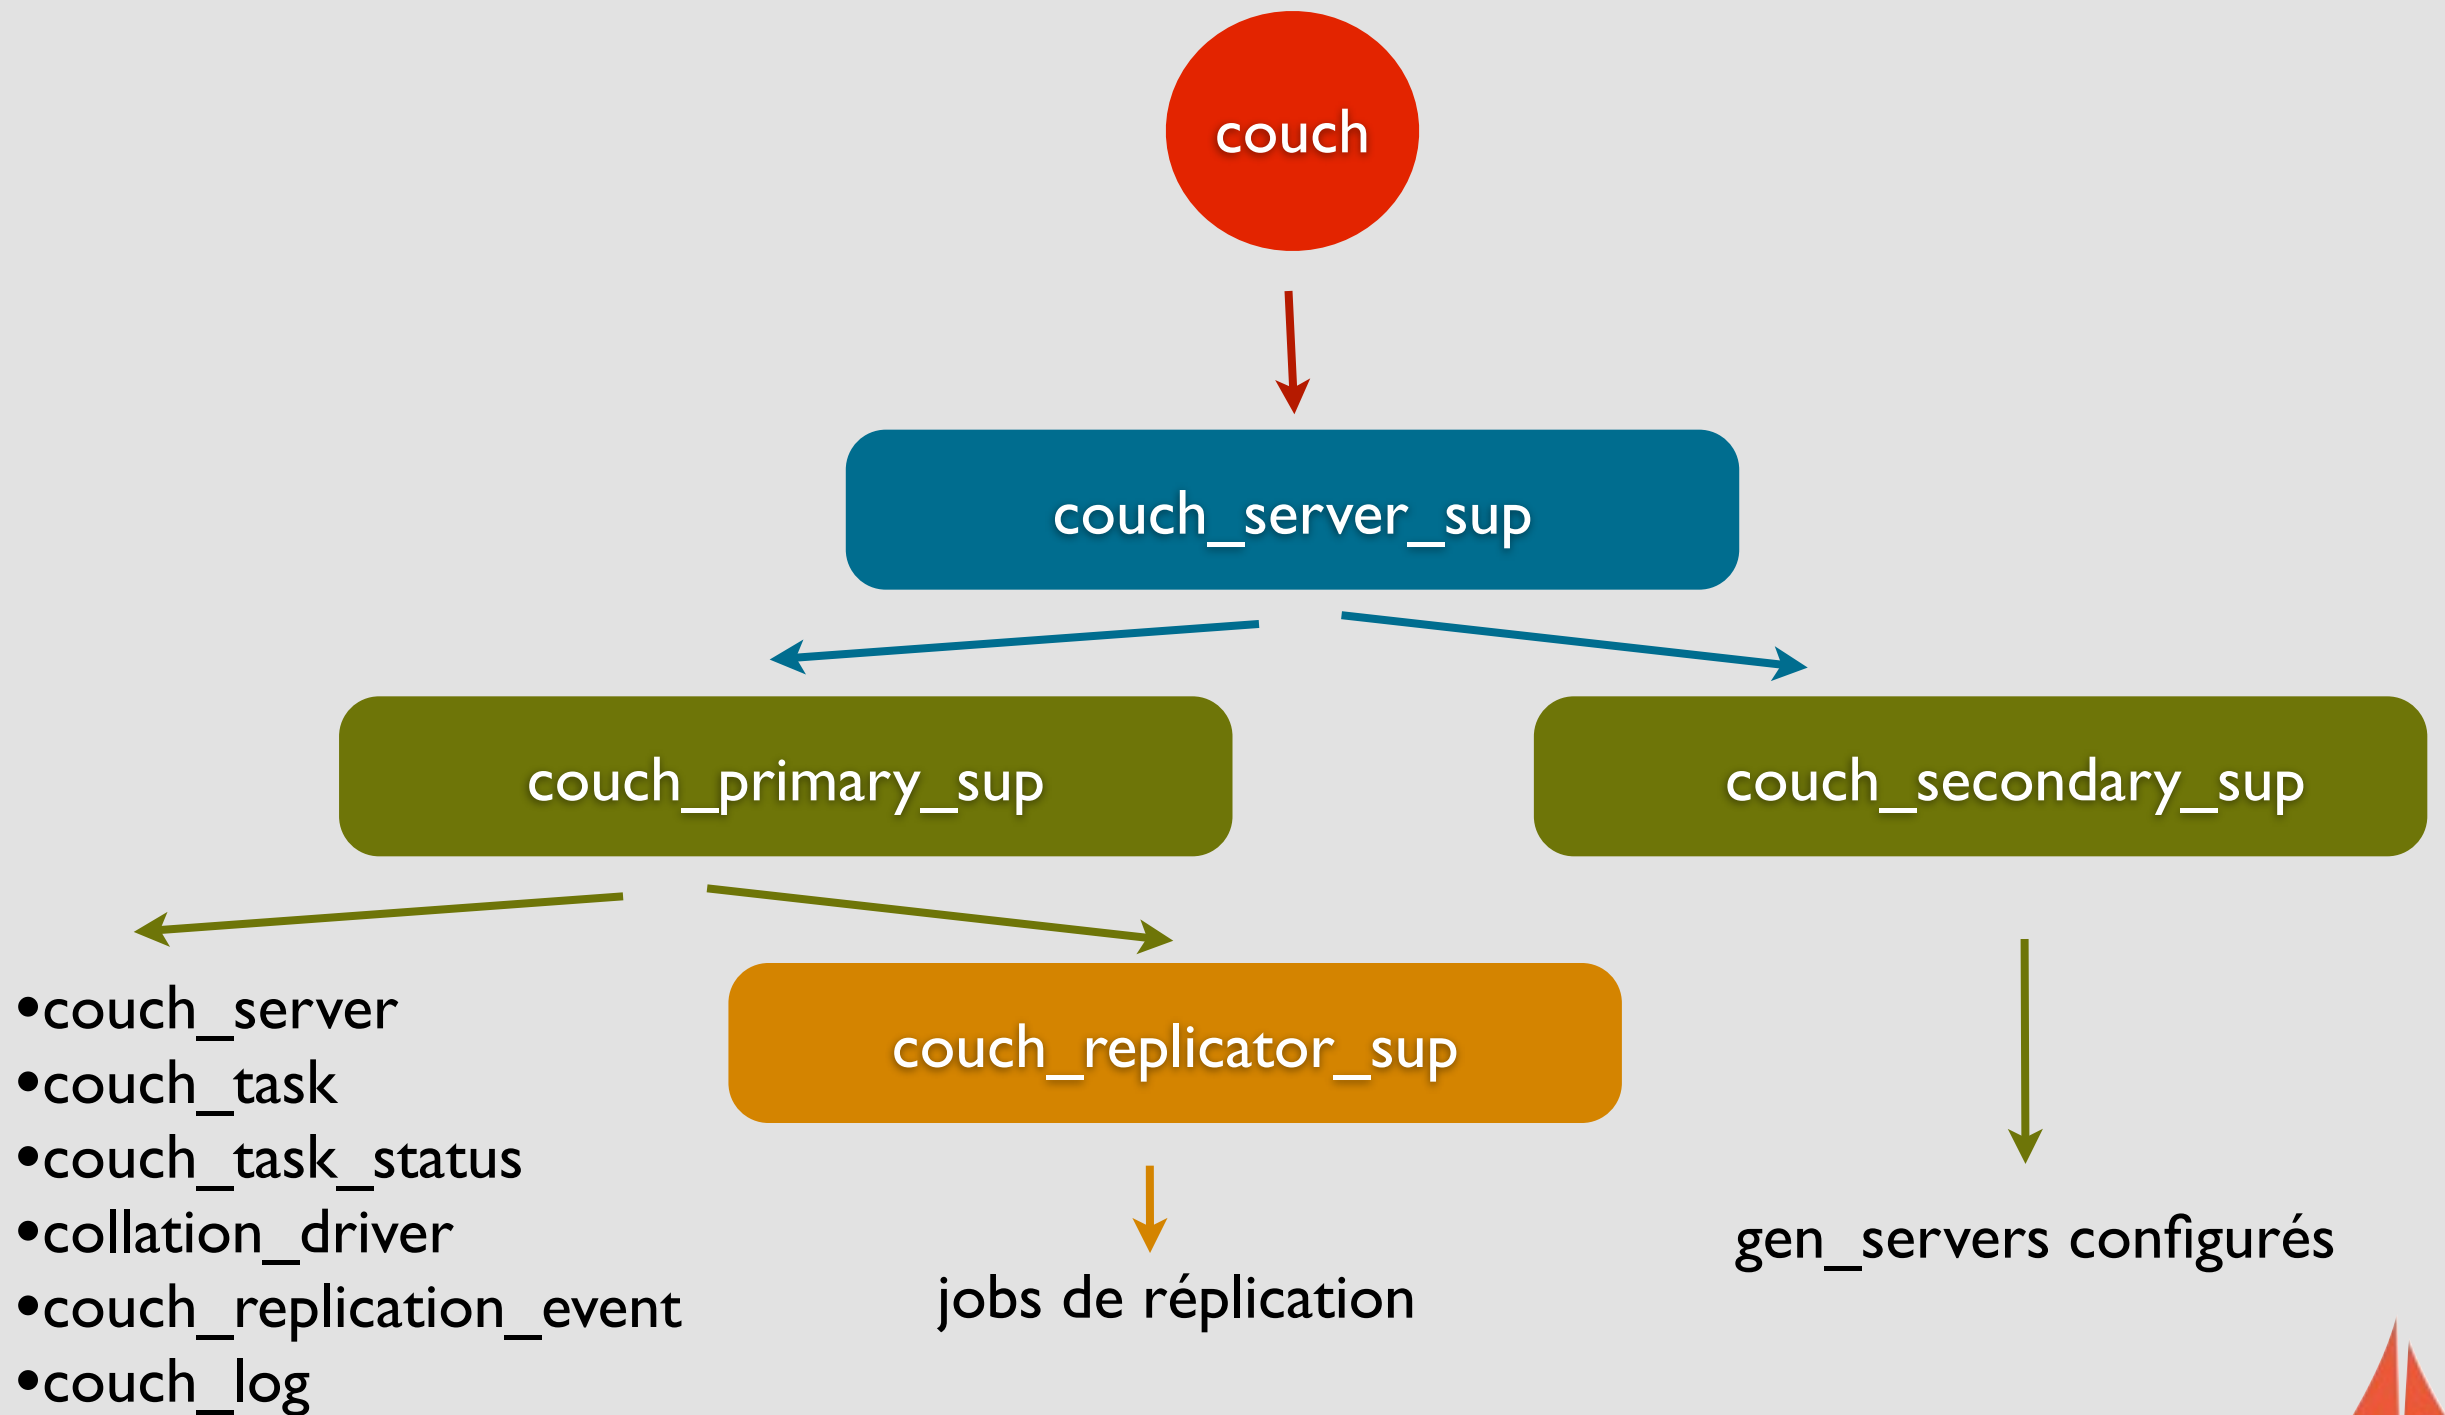 couch
couch_server_sup
couch_primary_sup
couch_secondary_sup
•couch_server
•couch_task
•couch_task_status
•collation_driver
•couch_replication_event
•couch_log
couch_replicator_sup
jobs de réplication
gen_servers configurés